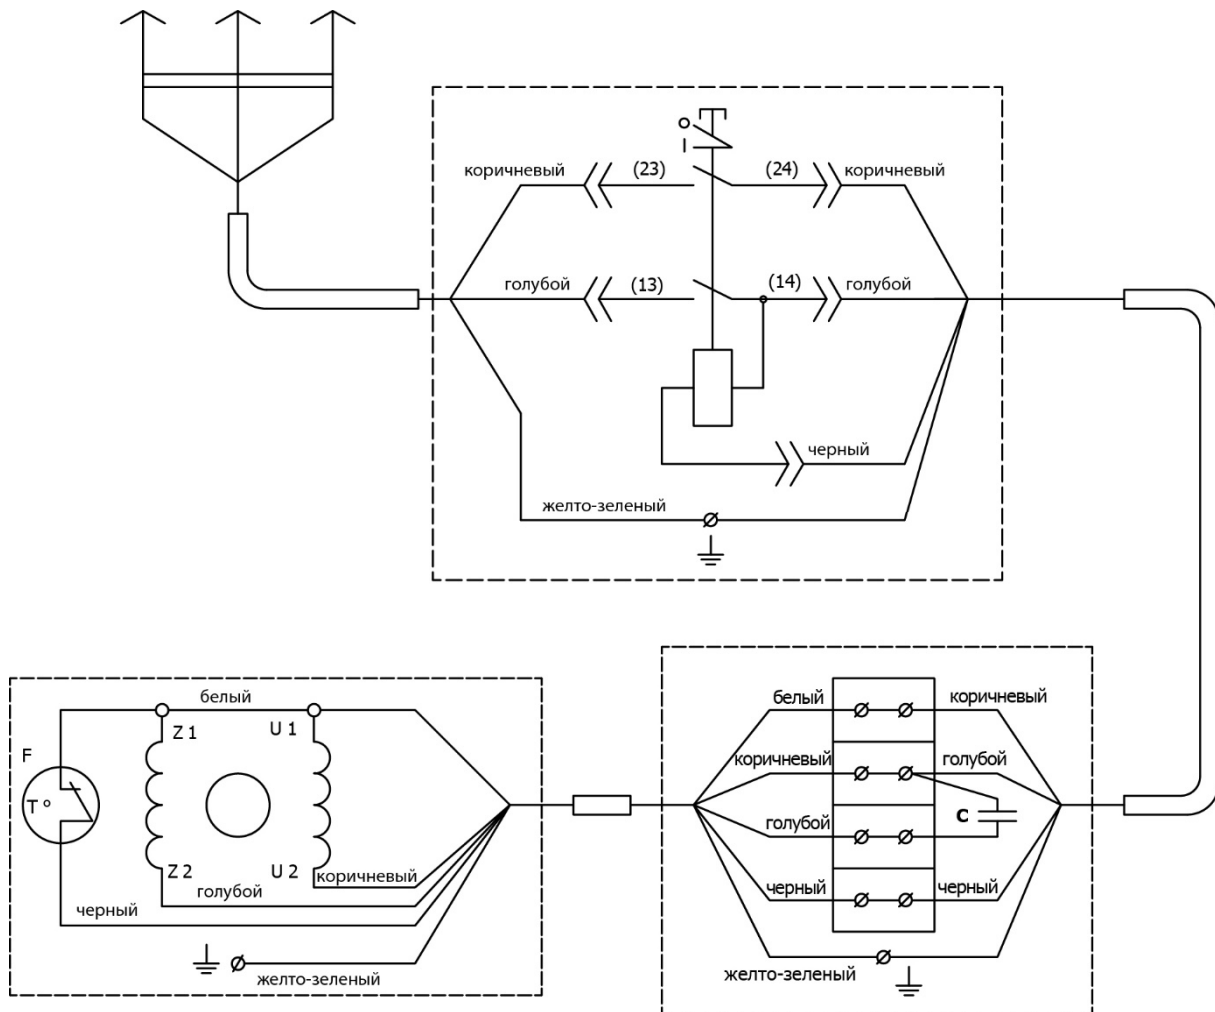 O
I
коричневый (23) (24) коричневый
голубой (13) (14) голубой
черный
желто-зеленый
белый
F Z 1 U 1
T °
Z 2 U 2 коричневый
голубой
черный
желто-зеленый
белый коричневый
коричневый голубой
голубой C
черный черный
желто-зеленый